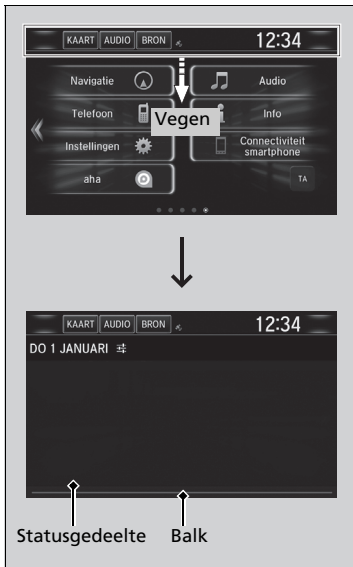 KAART AUDIO BRON 12:34
Navigatie Audio
Telefoon Info
Vegen
Instellingen Connectiviteit smartphone
aha TA
KAART AUDIO BRON 12:34
DO 1 JANUARI
Statusgedeelte Balk